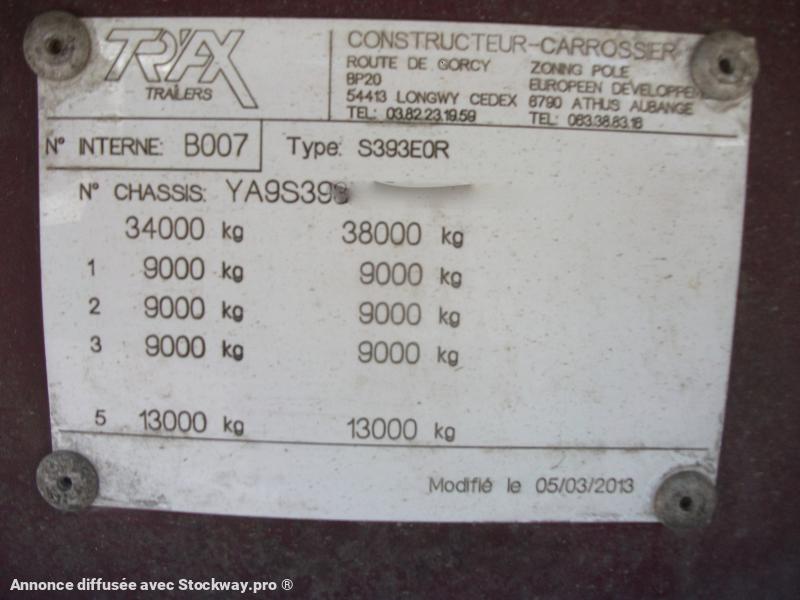 TRAX
TRAILERS
CONSTRUCTEUR-CARROSSIER
ROUTE DE GORCY
BP20
54413 LONGWY CEDEX
TEL: 03.82.23.19.59
ZONING POLE
EUROPEEN DEVELOPPEM
6790 ATHUS AUBANGE
TEL: 063.38.83.18
N° INTERNE: B007 Type: S393E0R
N° CHASSIS: YA9S393
34000 kg 38000 kg
1 9000 kg 9000 kg
2 9000 kg 9000 kg
3 9000 kg 9000 kg
5 13000 kg 13000 kg
Modifié le 05/03/2013
Annonce diffusée avec Stockway.pro ®